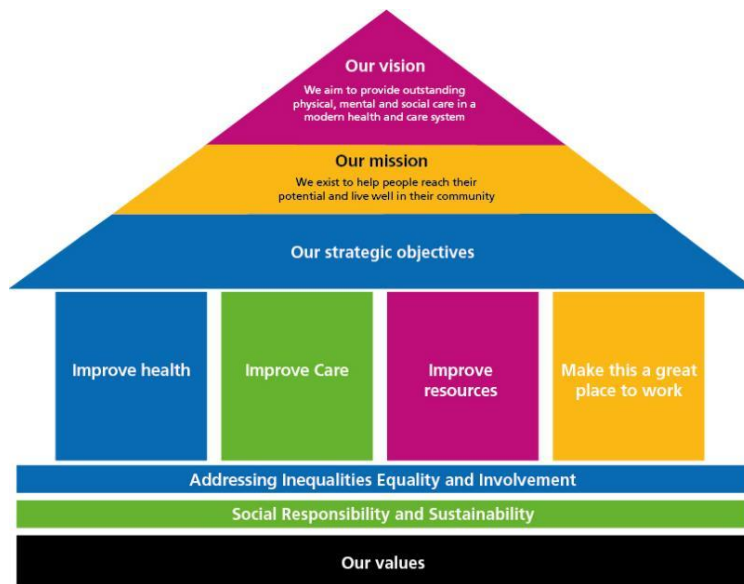 Our vision
We aim to provide outstanding
physical, mental and social care in a
modern health and care system
Our mission
We exist to help people reach their
potential and live well in their community
Our strategic objectives
Improve health
Improve Care
Improve
resources
Make this a great
place to work
Addressing Inequalities Equality and Involvement
Social Responsibility and Sustainability
Our values